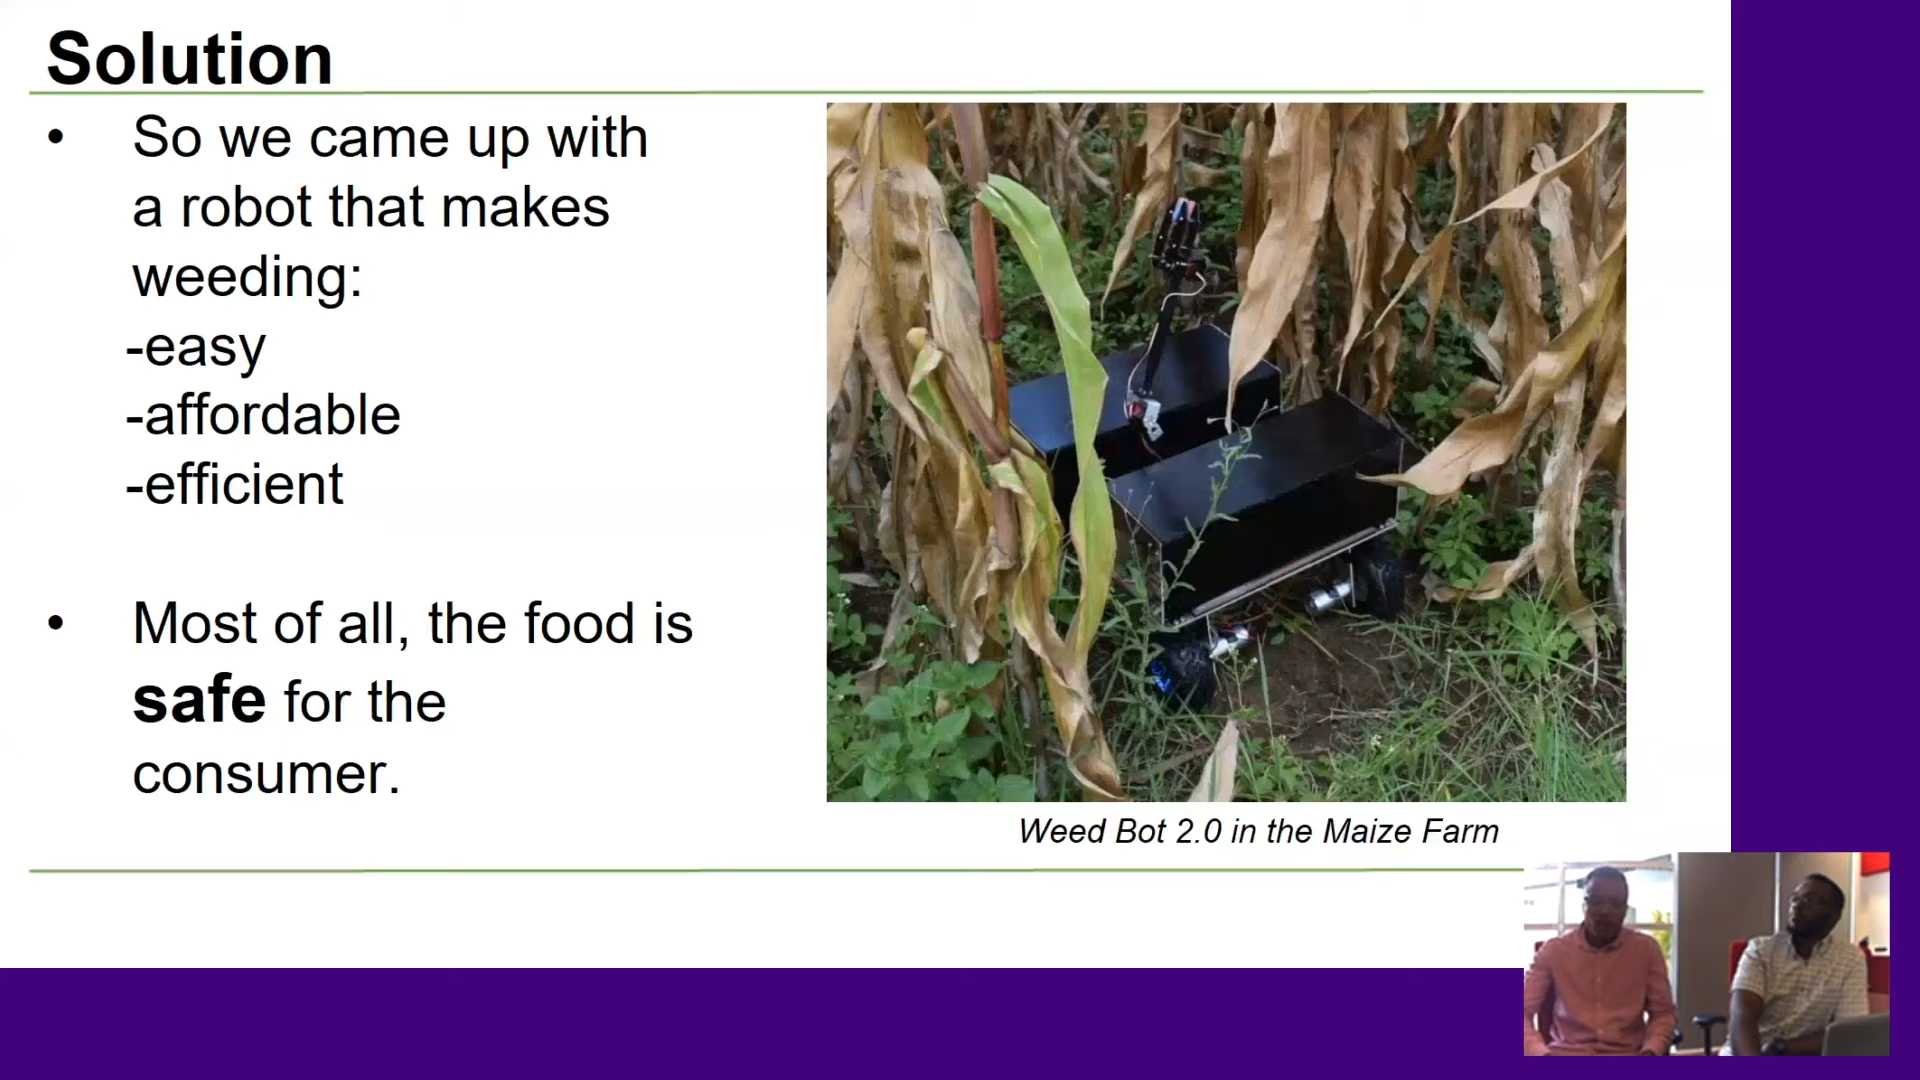 Solution
• So we came up with
a robot that makes
weeding:
-easy
-affordable
-efficient
• Most of all, the food is
safe for the
consumer.
Weed Bot 2.0 in the Maize Farm